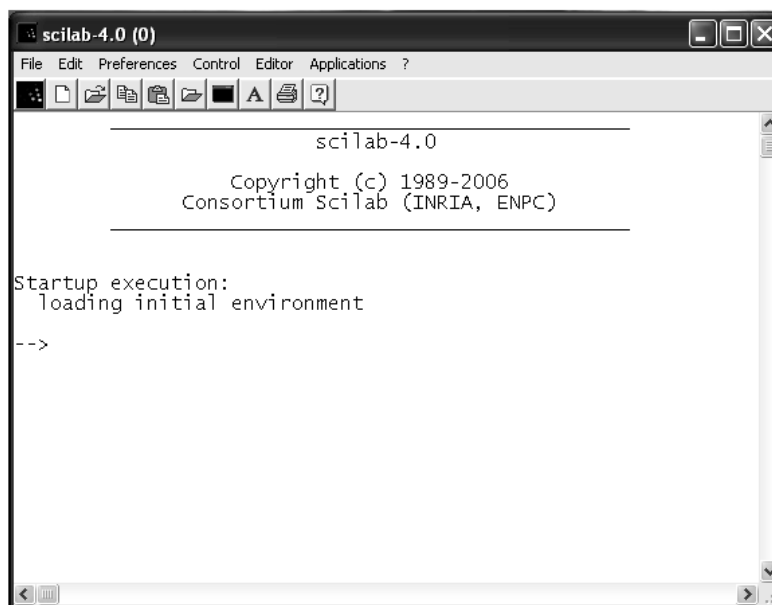 scilab-4.0 (0)
File Edit Preferences Control Editor Applications ?
A ?
scilab-4.0
Copyright (c) 1989-2006
Consortium Scilab (INRIA, ENPC)
Startup execution:
loading initial environment
-->